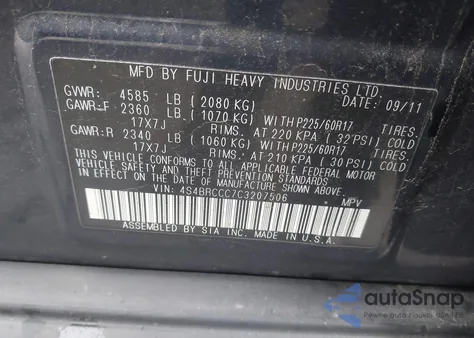 MFD. BY FUJI HEAVY INDUSTRIES LTD.
GVWR: 4585 LB (2080 KG) DATE: 09/11
GAWR:F 2360 LB (1070 KG) WITH P225/60R17 TIRES,
17X7J RIMS, AT 220 KPA (32 PSI) COLD
GAWR:R 2340 LB (1060 KG) WITH P225/60R17 TIRES,
17X7J RIMS, AT 210 KPA (30 PSI) COLD
THIS VEHICLE CONFORMS TO ALL APPLICABLE FEDERAL MOTOR
VEHICLE SAFETY STANDARDS IN EFFECT ON THE DATE OF
MANUFACTURE SHOWN ABOVE.
VIN: 4S4BRCCC7C3207506 MPV
ASSEMBLED BY SIA INC. MADE IN U.S.A.
autoSnap